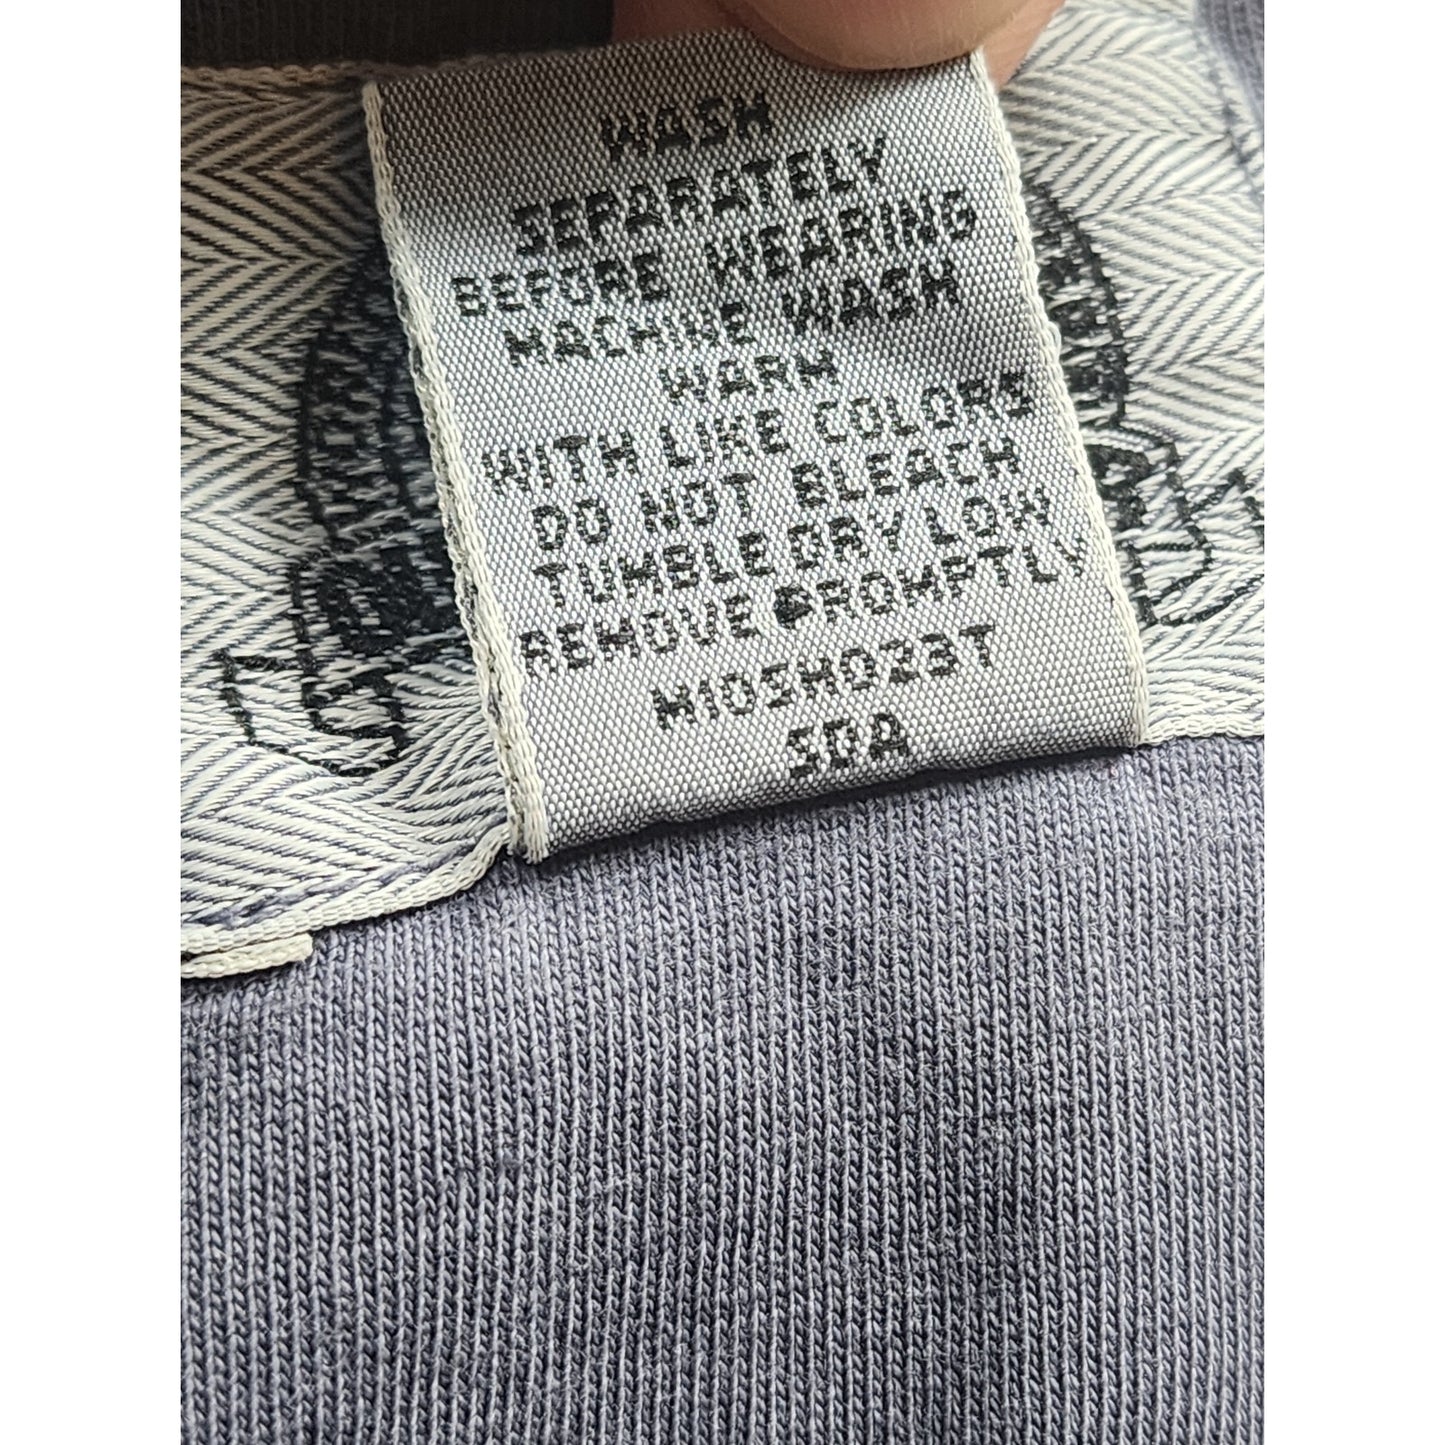 WASH
SEPARATELY
BEFORE WEARING
MACHINE WASH
WARM
WITH LIKE COLORS
DO NOT BLEACH
TUMBLE DRY LOW
REMOVE PROMPTLY
M10SH023T
SDA